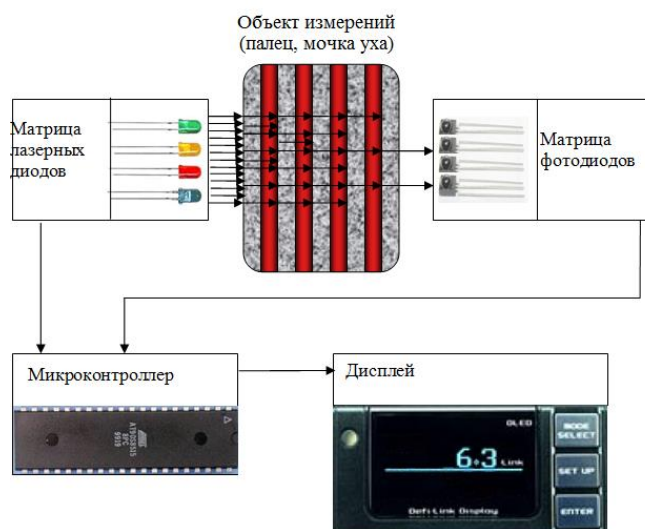 Объект измерений
(палец, мочка уха)
Матрица
лазерных
диодов
Матрица
фотодиодов
Микроконтроллер
Дисплей
OLED
6.3 Link
Defi Link Display
MODE
SELECT
SET UP
ENTER